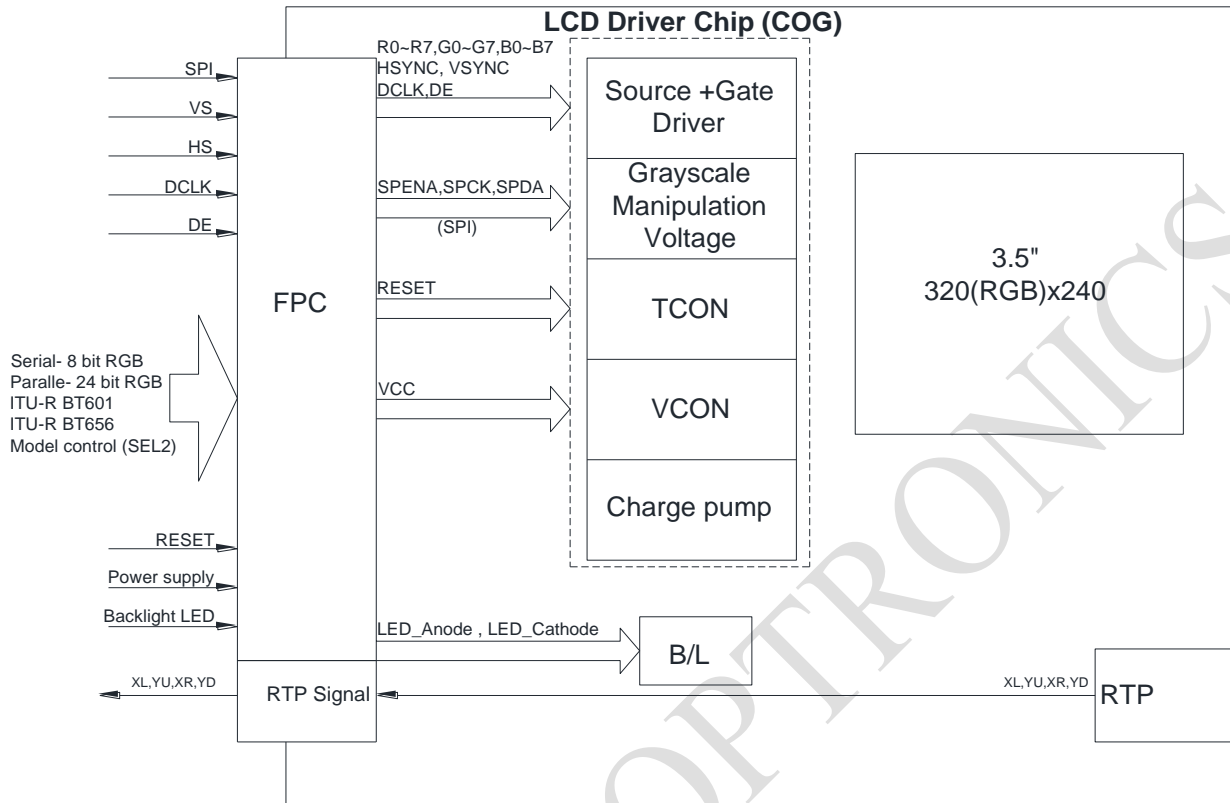 LCD Driver Chip (COG)
R0~R7,G0~G7,B0~B7
HSYNC, VSYNC
DCLK,DE
SPI
VS
HS
DCLK
DE
Source +Gate
Driver
SPENA,SPCK,SPDA
(SPI)
Grayscale
Manipulation
Voltage
3.5"
320(RGB)x240
FPC
RESET
TCON
Serial- 8 bit RGB
Paralle- 24 bit RGB
ITU-R BT601
ITU-R BT656
Model control (SEL2)
VCC
VCON
Charge pump
RESET
Power supply
Backlight LED
LED_Anode , LED_Cathode
B/L
XL,YU,XR,YD
RTP Signal
XL,YU,XR,YD
RTP
OPTRONICS